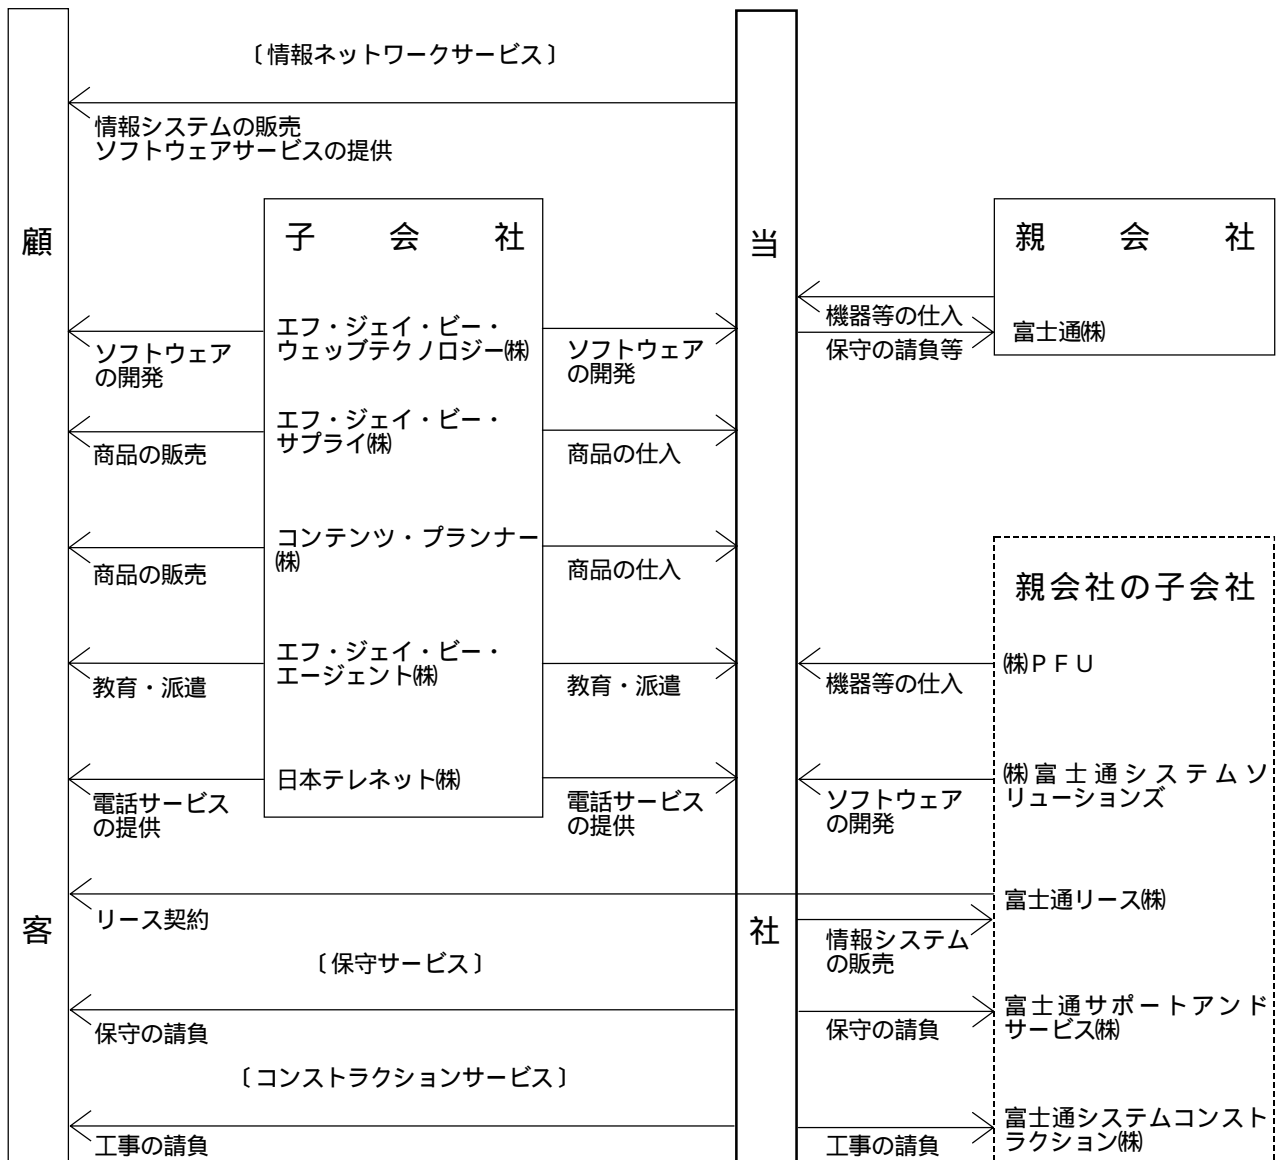 〔情報ネットワークサービス〕
情報システムの販売
ソフトウェアサービスの提供
顧
客
子会社
当
社
親会社
エフ・ジェイ・ビー・
ウェッブテクノロジー㈱
ソフトウェア
の開発
ソフトウェア
の開発
機器等の仕入
保守の請負等
富士通㈱
エフ・ジェイ・ビー・
サプライ㈱
商品の販売
商品の仕入
コンテンツ・プランナー
㈱
商品の販売
商品の仕入
親会社の子会社
エフ・ジェイ・ビー・
エージェント㈱
教育・派遣
教育・派遣
機器等の仕入
㈱ＰＦＵ
日本テレネット㈱
電話サービス
の提供
電話サービス
の提供
ソフトウェア
の開発
㈱富士通システムソ
リューションズ
リース契約
富士通リース㈱
情報システム
の販売
〔保守サービス〕
保守の請負
保守の請負
富士通サポートアンド
サービス㈱
〔コンストラクションサービス〕
工事の請負
工事の請負
富士通システムコンスト
ラクション㈱